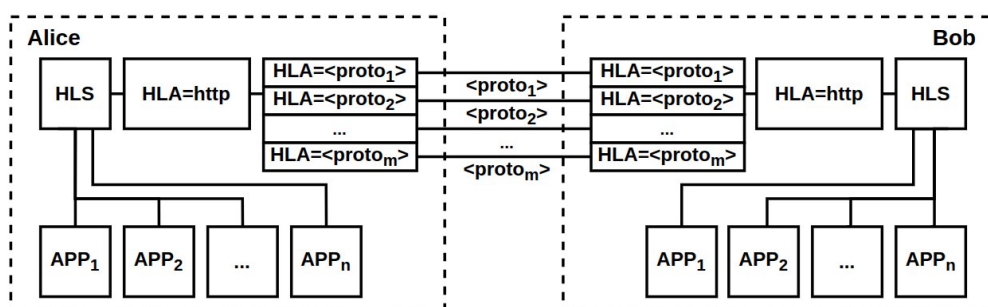 Alice
Bob
HLS
HLA=http
HLA=<proto₁>
HLA=<proto₂>
...
HLA=<protoₘ>
<proto₁>
<proto₂>
...
<protoₘ>
HLA=<proto₁>
HLA=<proto₂>
...
HLA=<protoₘ>
HLA=http
HLS
APP₁
APP₂
...
APPₙ
APP₁
APP₂
...
APPₙ